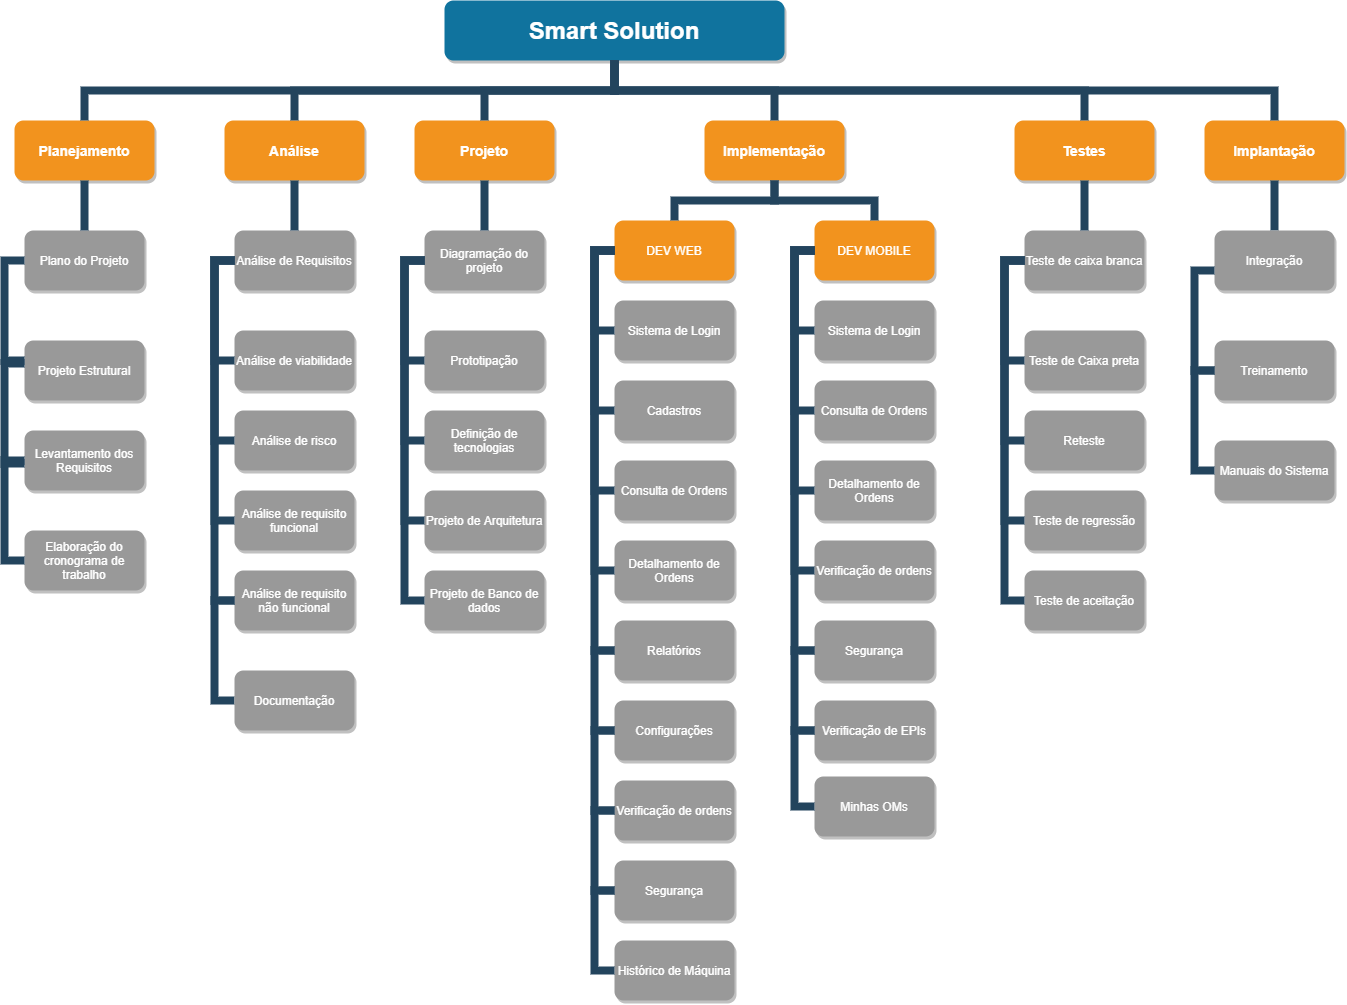 Smart Solution
Planejamento
Análise
Projeto
Implementação
Testes
Implantação
Plano do Projeto
Projeto Estrutural
Levantamento dos
Requisitos
Elaboração do
cronograma de
trabalho
Análise de Requisitos
Análise de viabilidade
Análise de risco
Análise de requisito
funcional
Análise de requisito
não funcional
Documentação
Diagramação do
projeto
Prototipação
Definição de
tecnologias
Projeto de Arquitetura
Projeto de Banco de
dados
DEV WEB
Sistema de Login
Cadastros
Consulta de Ordens
Detalhamento de
Ordens
Relatórios
Configurações
Verificação de ordens
Segurança
Histórico de Máquina
DEV MOBILE
Sistema de Login
Consulta de Ordens
Detalhamento de
Ordens
Verificação de ordens
Segurança
Verificação de EPIs
Minhas OMs
Teste de caixa branca
Teste de Caixa preta
Reteste
Teste de regressão
Teste de aceitação
Integração
Treinamento
Manuais do Sistema